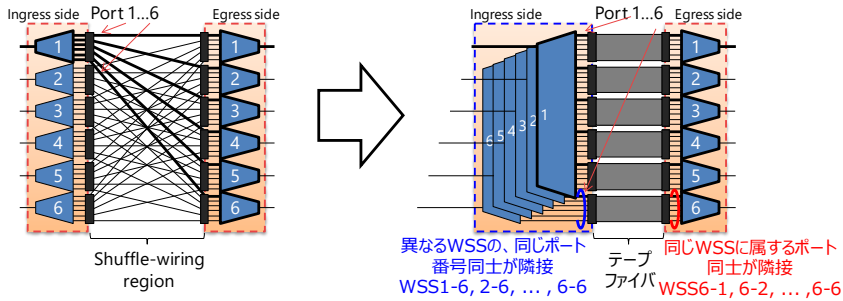 Ingress side
Port 1…6
Egress side
1
2
3
4
5
6
1
2
3
4
5
6
Shuffle-wiring
region
Ingress side
Port 1…6
Egress side
6 5 4 3 2 1
1
2
3
4
5
6
異なるWSSの、同じポート
番号同士が隣接
WSS1-6, 2-6, … , 6-6
テープ
ファイバ
同じWSSに属するポート
同士が隣接
WSS6-1, 6-2, … ,6-6